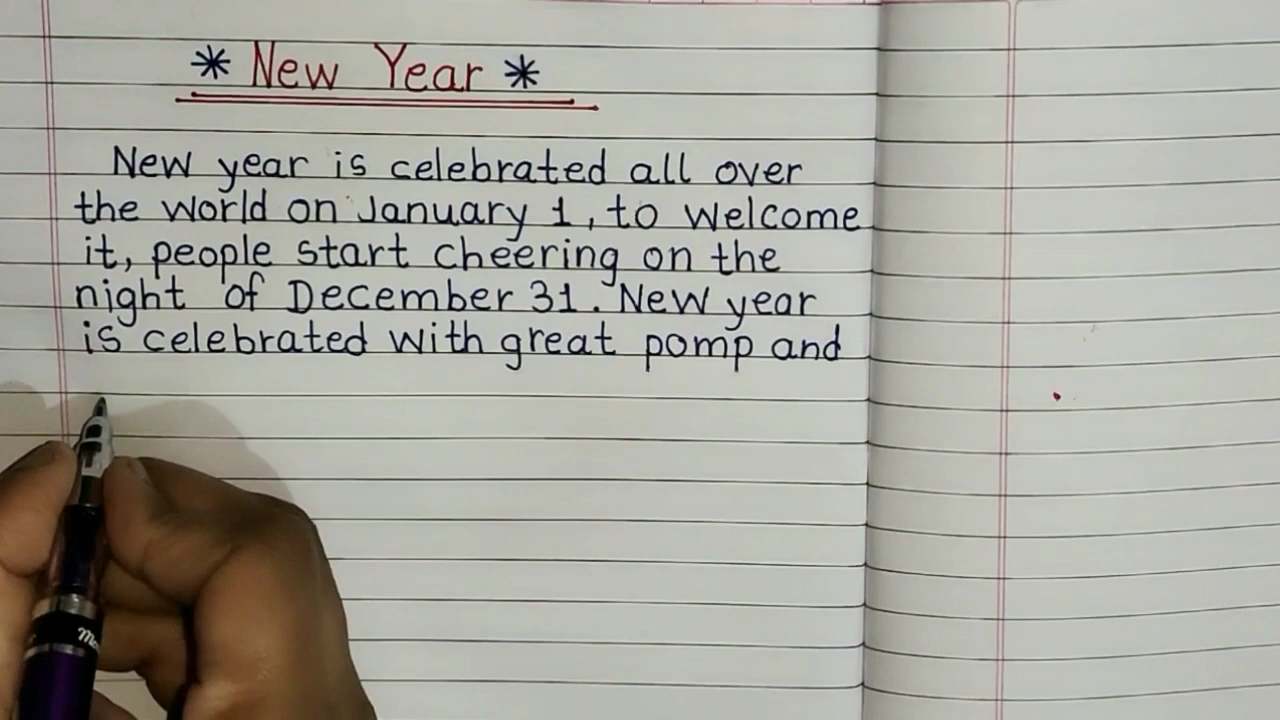 * New Year *
New year is celebrated all over
the world on January 1, to welcome
it, people start cheering on the
night of December 31. New year
is celebrated with great pomp and